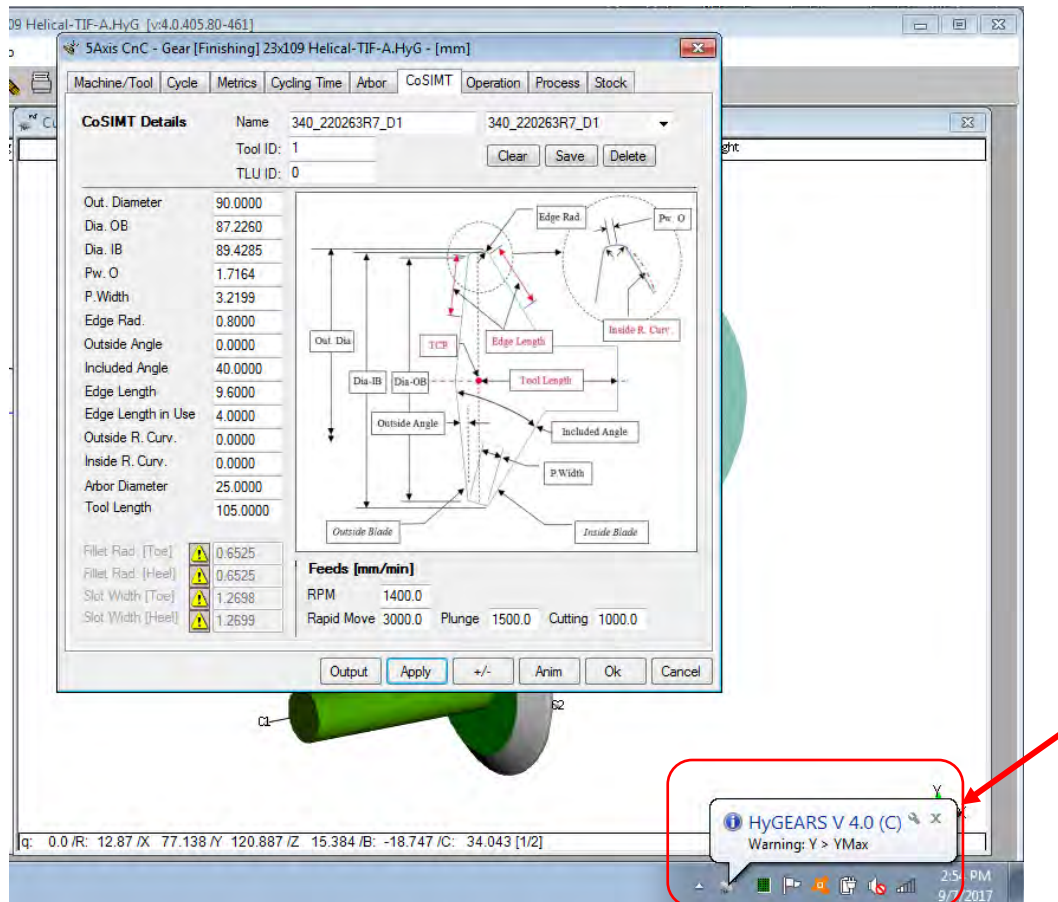 09 Helical-TIF-A.HyG [v:4.0.405.80-461]
5Axis CnC - Gear [Finishing] 23x109 Helical-TIF-A.HyG - [mm]
Machine/Tool Cycle Metrics Cycling Time Arbor CoSIMT Operation Process Stock
CoSIMT Details Name 340_220263R7_D1 340_220263R7_D1
Tool ID: 1 Clear Save Delete
TLU ID: 0
Out. Diameter 90.0000
Dia. OB 87.2260
Dia. IB 89.4285
Pw. O 1.7164
P.Width 3.2199
Edge Rad. 0.8000
Outside Angle 0.0000
Included Angle 40.0000
Edge Length 9.6000
Edge Length in Use 4.0000
Outside R. Curv. 0.0000
Inside R. Curv. 0.0000
Arbor Diameter 25.0000
Tool Length 105.0000
Fillet Rad. [Toe] 0.6525
Fillet Rad. [Heel] 0.6525
Slot Width [Toe] 1.2698
Slot Width [Heel] 1.2699
Edge Rad. Pw. O
Inside R. Curv.
Out. Dia TCP Edge Length
Dia-IB Dia-OB Tool Length
Outside Angle Included Angle
P.Width
Outside Blade Inside Blade
Feeds [mm/min]
RPM 1400.0
Rapid Move 3000.0 Plunge 1500.0 Cutting 1000.0
Output Apply +/- Anim Ok Cancel
C1
Y
q: 0.0 /R: 12.87 /X 77.138 /Y 120.887 /Z 15.384 /B: -18.747 /C: 34.043 [1/2]
HyGEARS V 4.0 (C)
Warning: Y > YMax
2:54 PM
9/7/2017